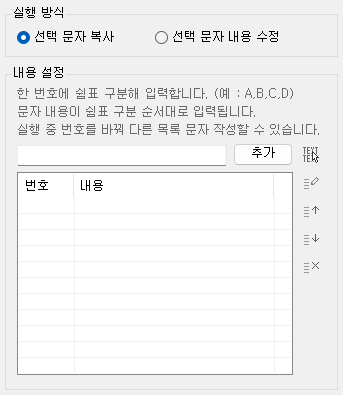 실행 방식
선택 문자 복사
선택 문자 내용 수정
내용 설정
한 번호에 쉼표 구분해 입력합니다. (예 : A,B,C,D)
문자 내용이 쉼표 구분 순서대로 입력됩니다.
실행 중 번호를 바꿔 다른 목록 문자 작성할 수 있습니다.
추가
TEXT
TEXT
번호 내용